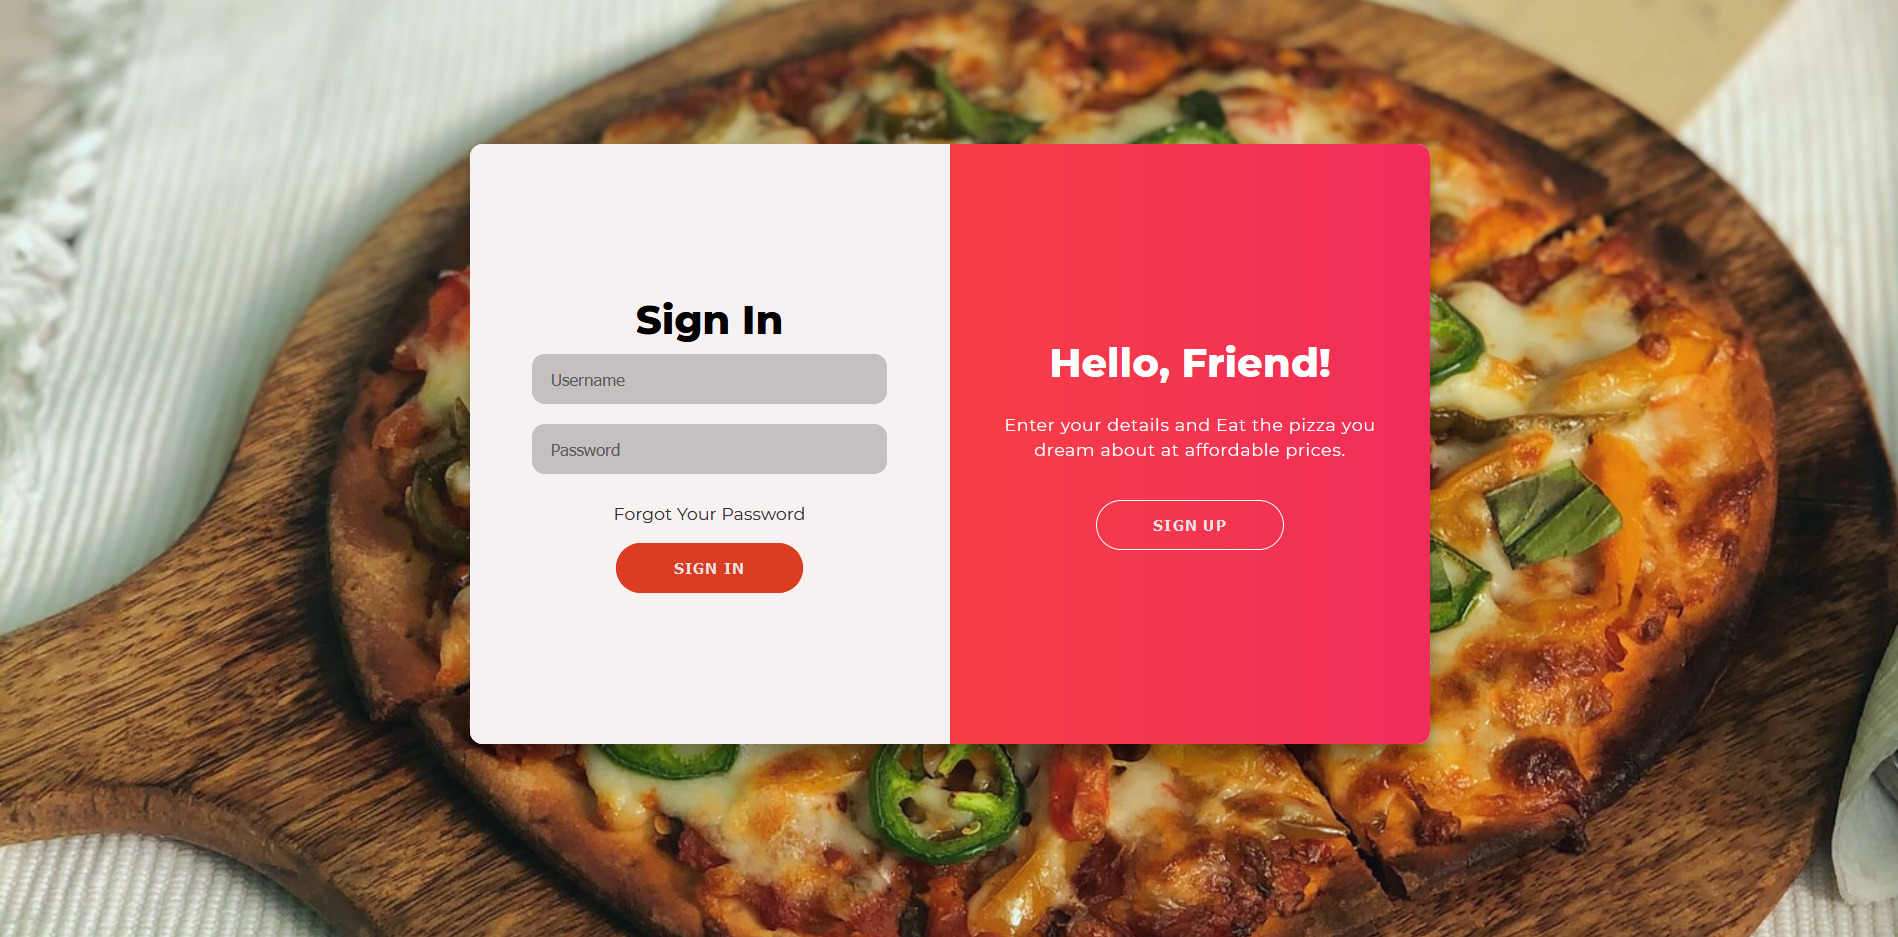 Sign In
Username
Password
Forgot Your Password
SIGN IN
Hello, Friend!
Enter your details and Eat the pizza you
dream about at affordable prices.
SIGN UP